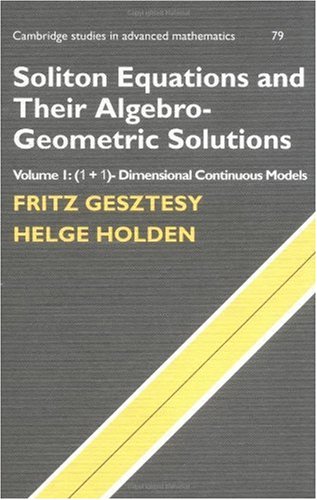 Cambridge studies in advanced mathematics 79
Soliton Equations and
Their Algebro-
Geometric Solutions
Volume 1: (1 + 1)- Dimensional Continuous Models
FRITZ GESZTESY
HELGE HOLDEN